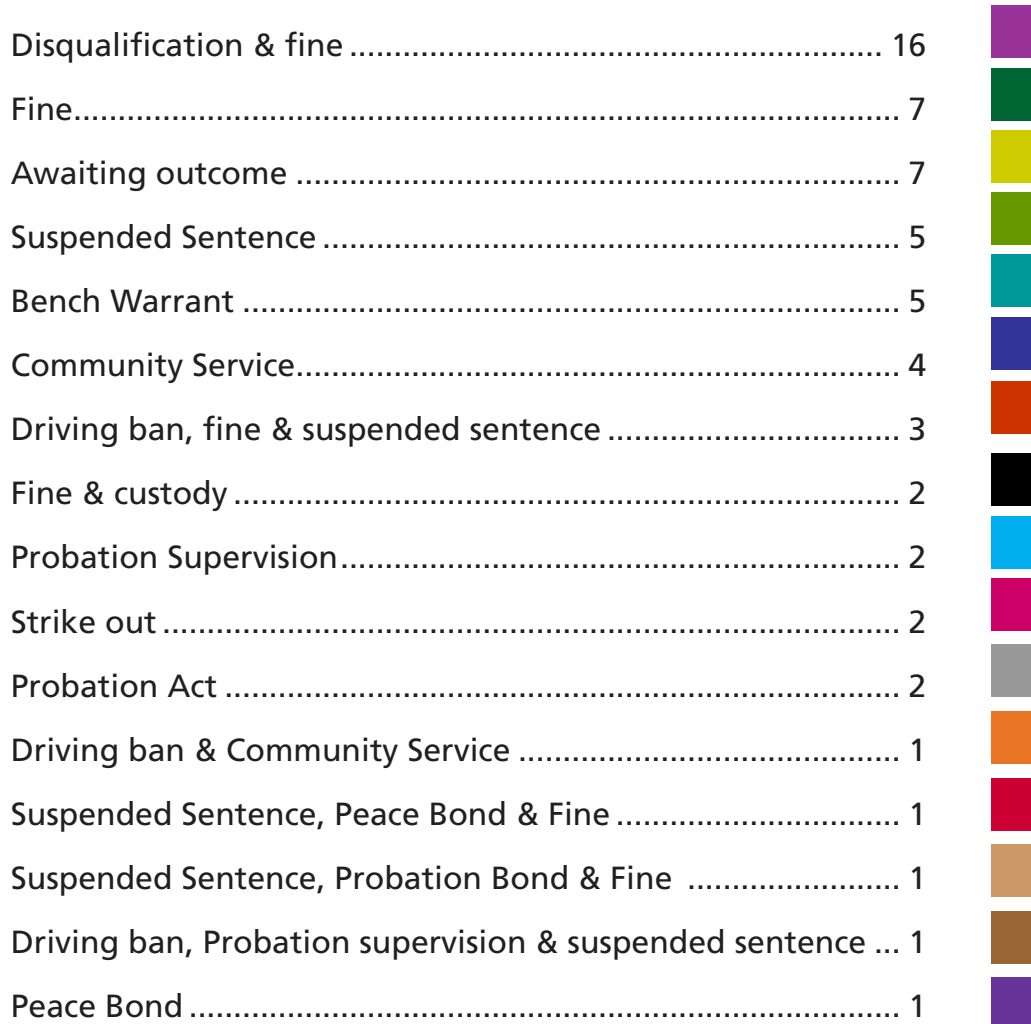 Disqualification & fine ............................................................ 16
Fine................................................................................................ 7
Awaiting outcome .................................................................... 7
Suspended Sentence ................................................................. 5
Bench Warrant .......................................................................... 5
Community Service.................................................................... 4
Driving ban, fine & suspended sentence ................................. 3
Fine & custody ........................................................................... 2
Probation Supervision............................................................... 2
Strike out ................................................................................... 2
Probation Act ............................................................................ 2
Driving ban & Community Service ........................................... 1
Suspended Sentence, Peace Bond & Fine ................................ 1
Suspended Sentence, Probation Bond & Fine ........................ 1
Driving ban, Probation supervision & suspended sentence ... 1
Peace Bond ................................................................................ 1